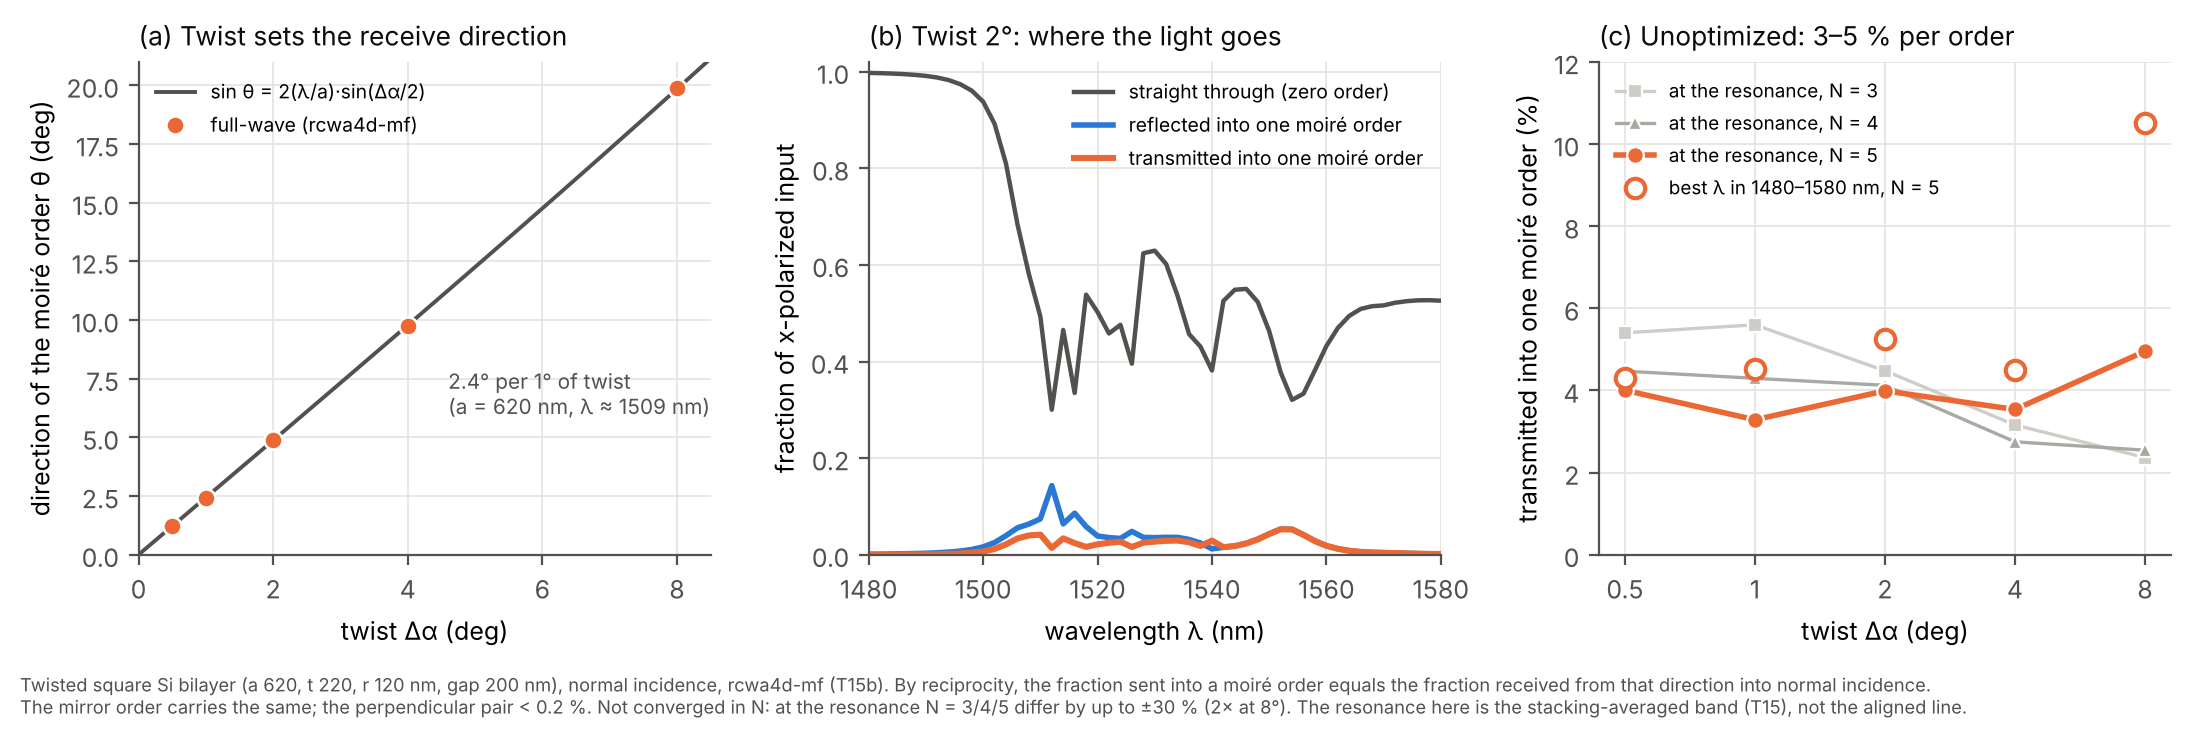 (a) Twist sets the receive direction
sin θ = 2(λ/a)·sin(Δα/2)
full-wave (rcwa4d-mf)
2.4° per 1° of twist
(a = 620 nm, λ ≈ 1509 nm)
direction of the moiré order θ (deg)
20.0
17.5
15.0
12.5
10.0
7.5
5.0
2.5
0.0
0 2 4 6 8
twist Δα (deg)
(b) Twist 2°: where the light goes
straight through (zero order)
reflected into one moiré order
transmitted into one moiré order
fraction of x-polarized input
1.0
0.8
0.6
0.4
0.2
0.0
1480 1500 1520 1540 1560 1580
wavelength λ (nm)
(c) Unoptimized: 3–5 % per order
at the resonance, N = 3
at the resonance, N = 4
at the resonance, N = 5
best λ in 1480–1580 nm, N = 5
transmitted into one moiré order (%)
12
10
8
6
4
2
0
0.5 1 2 4 8
twist Δα (deg)
Twisted square Si bilayer (a 620, t 220, r 120 nm, gap 200 nm), normal incidence, rcwa4d-mf (T15b). By reciprocity, the fraction sent into a moiré order equals the fraction received from that direction into normal incidence.
The mirror order carries the same; the perpendicular pair < 0.2 %. Not converged in N: at the resonance N = 3/4/5 differ by up to ±30 % (2× at 8°). The resonance here is the stacking-averaged band (T15), not the aligned line.